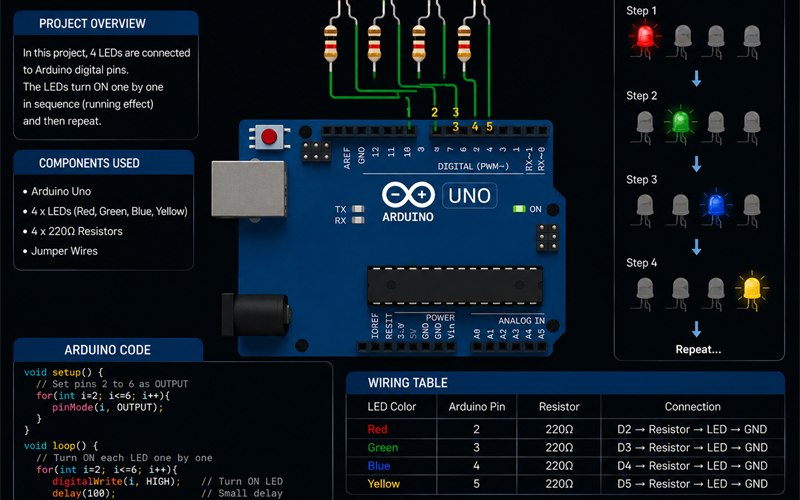 PROJECT OVERVIEW
In this project, 4 LEDs are connected
to Arduino digital pins.
The LEDs turn ON one by one
in sequence (running effect)
and then repeat.
COMPONENTS USED
• Arduino Uno
• 4 x LEDs (Red, Green, Blue, Yellow)
• 4 x 220Ω Resistors
• Jumper Wires
2 3
3 4 5
AREF
GND
12
11
10
3
7
6
2
4
3
1
RX~1
RX~0
DIGITAL (PWM~)
TX
RX
ARDUINO
UNO
ON
IOREF
RESIT
5V
GND
GND
Vin
POWER
ANALOG IN
A0
A1
A2
A3
A4
A5
Step 1
Step 2
Step 3
Step 4
Repeat...
ARDUINO CODE
void setup() {
// Set pins 2 to 6 as OUTPUT
for(int i=2; i<=6; i++){
pinMode(i, OUTPUT);
}
}
void loop() {
// Turn ON each LED one by one
for(int i=2; i<=6; i++){
digitalWrite(i, HIGH); // Turn ON LED
delay(100); // Small delay
WIRING TABLE
LED Color Arduino Pin Resistor Connection
Red 2 220Ω D2 → Resistor → LED → GND
Green 3 220Ω D3 → Resistor → LED → GND
Blue 4 220Ω D4 → Resistor → LED → GND
Yellow 5 220Ω D5 → Resistor → LED → GND